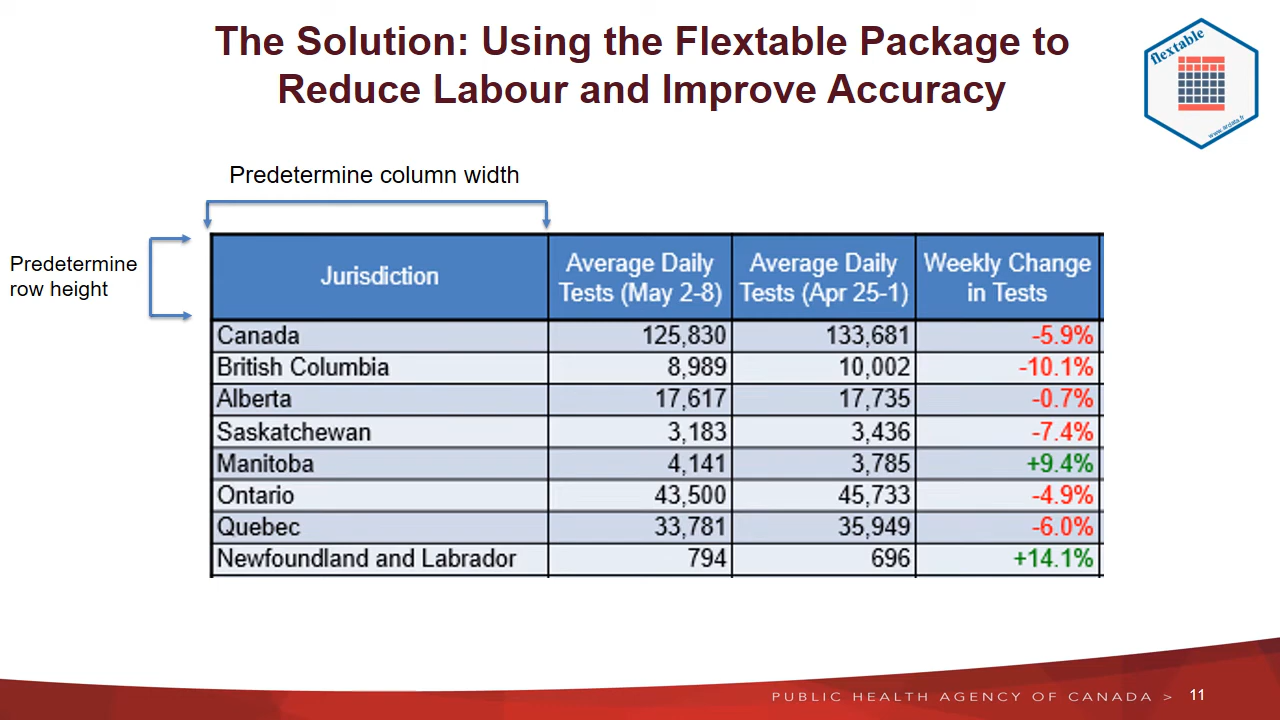 The Solution: Using the Flextable Package to
Reduce Labour and Improve Accuracy
flextable
www.ardata.fr
Predetermine column width
Predetermine
row height
Jurisdiction
Average Daily
Tests (May 2-8)
Average Daily
Tests (Apr 25-1)
Weekly Change
in Tests
Canada 125,830 133,681 -5.9%
British Columbia 8,989 10,002 -10.1%
Alberta 17,617 17,735 -0.7%
Saskatchewan 3,183 3,436 -7.4%
Manitoba 4,141 3,785 +9.4%
Ontario 43,500 45,733 -4.9%
Quebec 33,781 35,949 -6.0%
Newfoundland and Labrador 794 696 +14.1%
PUBLIC HEALTH AGENCY OF CANADA > 11